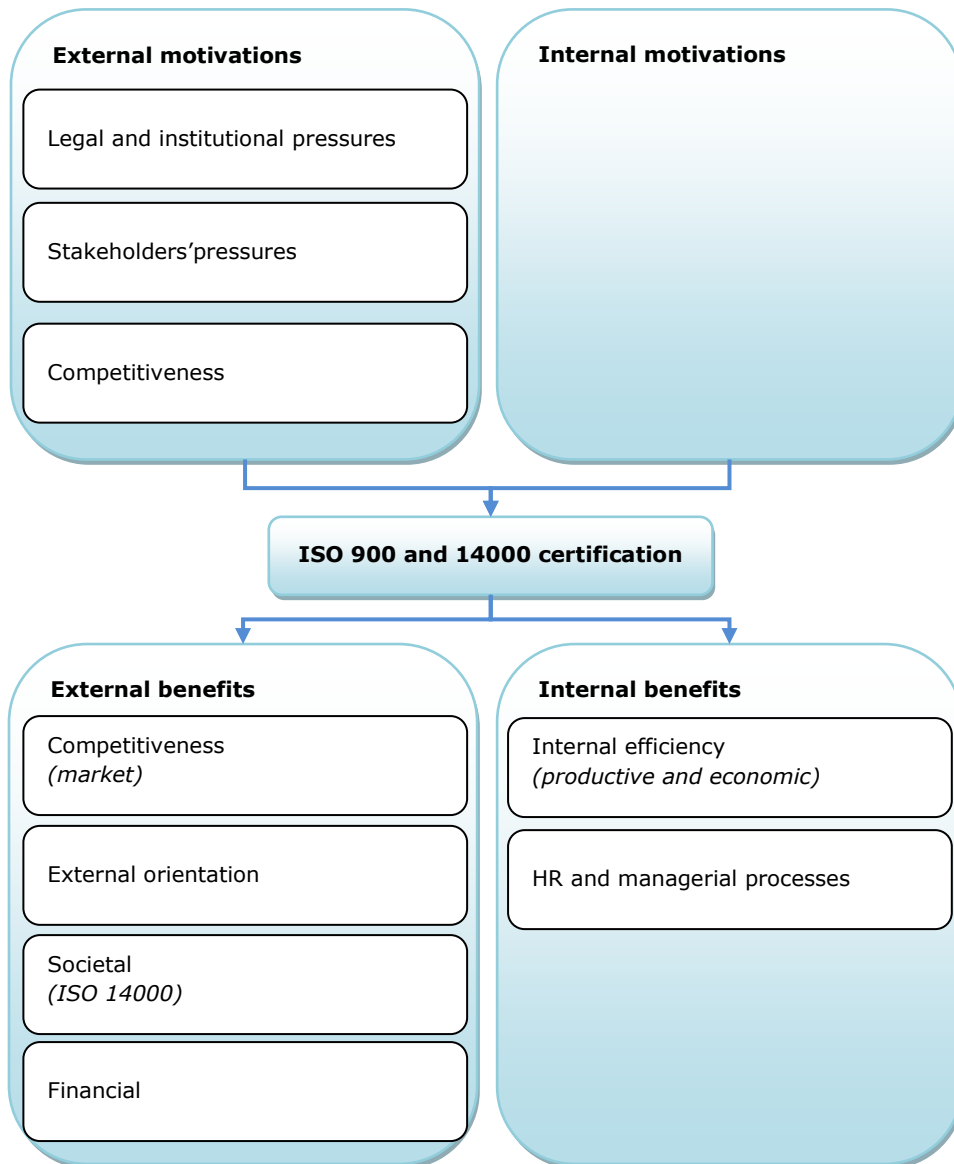 External motivations
Legal and institutional pressures
Stakeholders’pressures
Competitiveness
Internal motivations
ISO 900 and 14000 certification
External benefits
Competitiveness
(market)
External orientation
Societal
(ISO 14000)
Financial
Internal benefits
Internal efficiency
(productive and economic)
HR and managerial processes